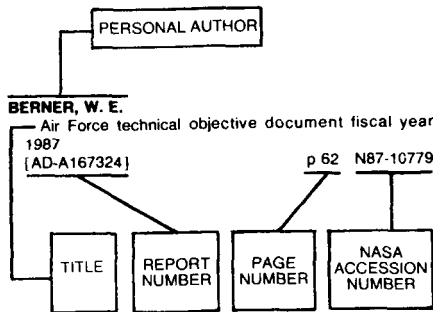 PERSONAL AUTHOR
BERNER, W. E.
Air Force technical objective document fiscal year
1987
[AD-A167324] p 62 N87-10779
TITLE
REPORT
NUMBER
PAGE
NUMBER
NASA
ACCESSION
NUMBER